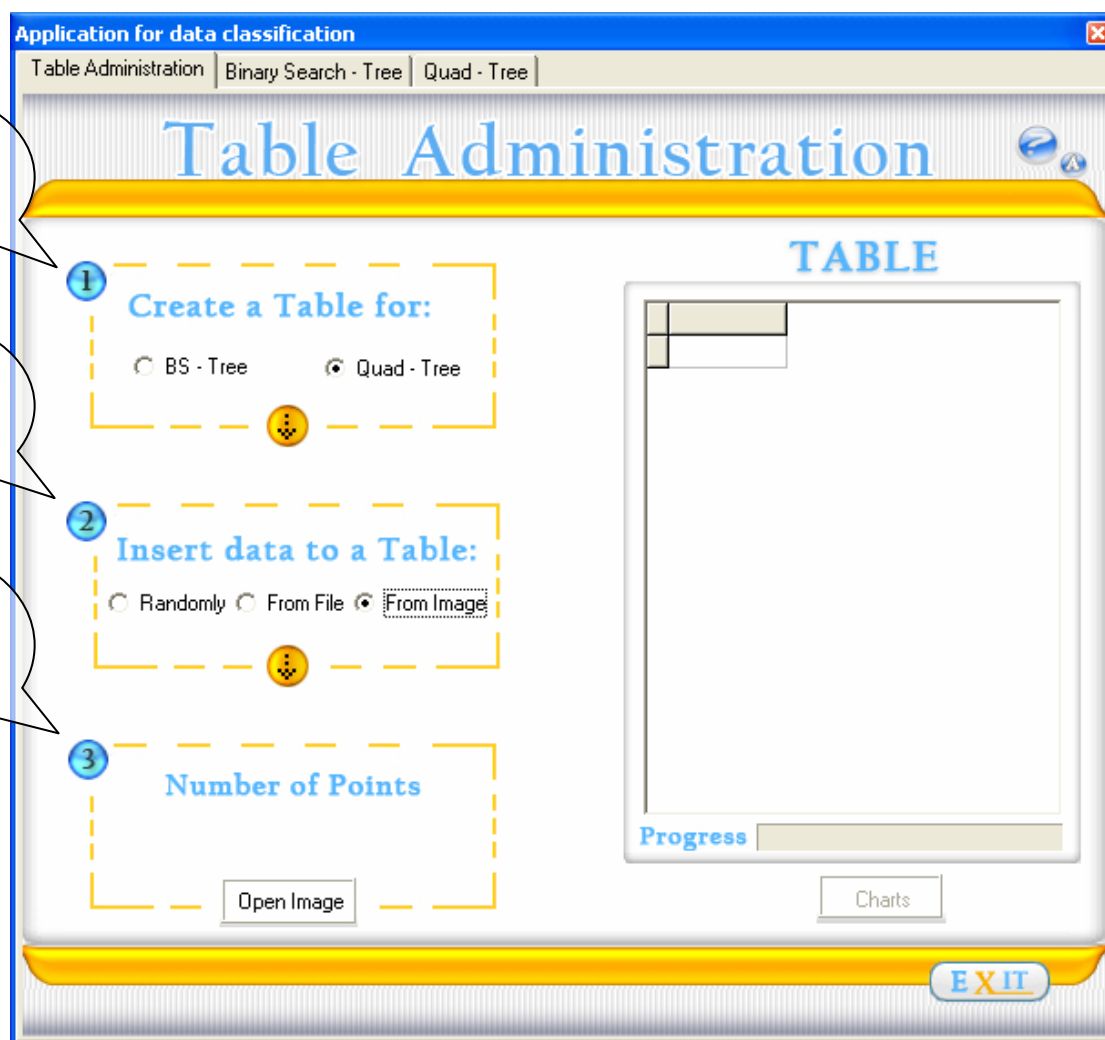 Application for data classification
Table Administration Binary Search - Tree Quad - Tree
Table Administration
? A
1
Create a Table for:
BS - Tree Quad - Tree
2
Insert data to a Table:
Randomly From File From Image
3
Number of Points
Open Image
TABLE
Progress
Charts
EXIT